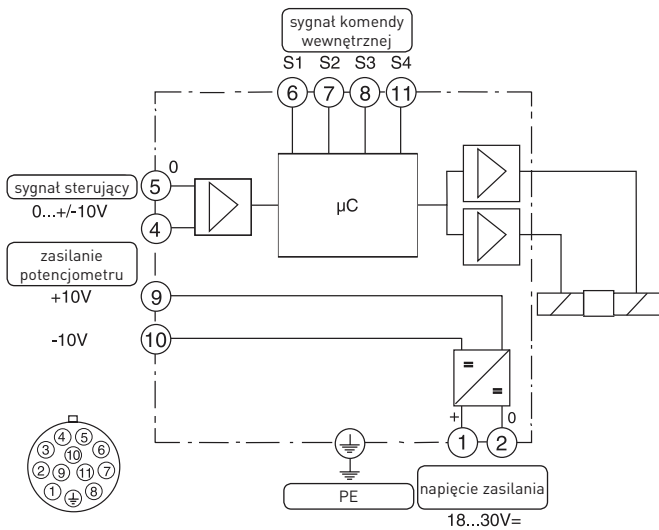 sygnał komendy
wewnętrznej
S1 S2 S3 S4
6 7 8 11
0
5
sygnał sterujący
0...+/-10V
4
µC
zasilanie
potencjometru
+10V
9
-10V
10
=
=
+ 0
1 2
4 5
3 10 6
2 9 11 7
1 8
PE
napięcie zasilania
18...30V=